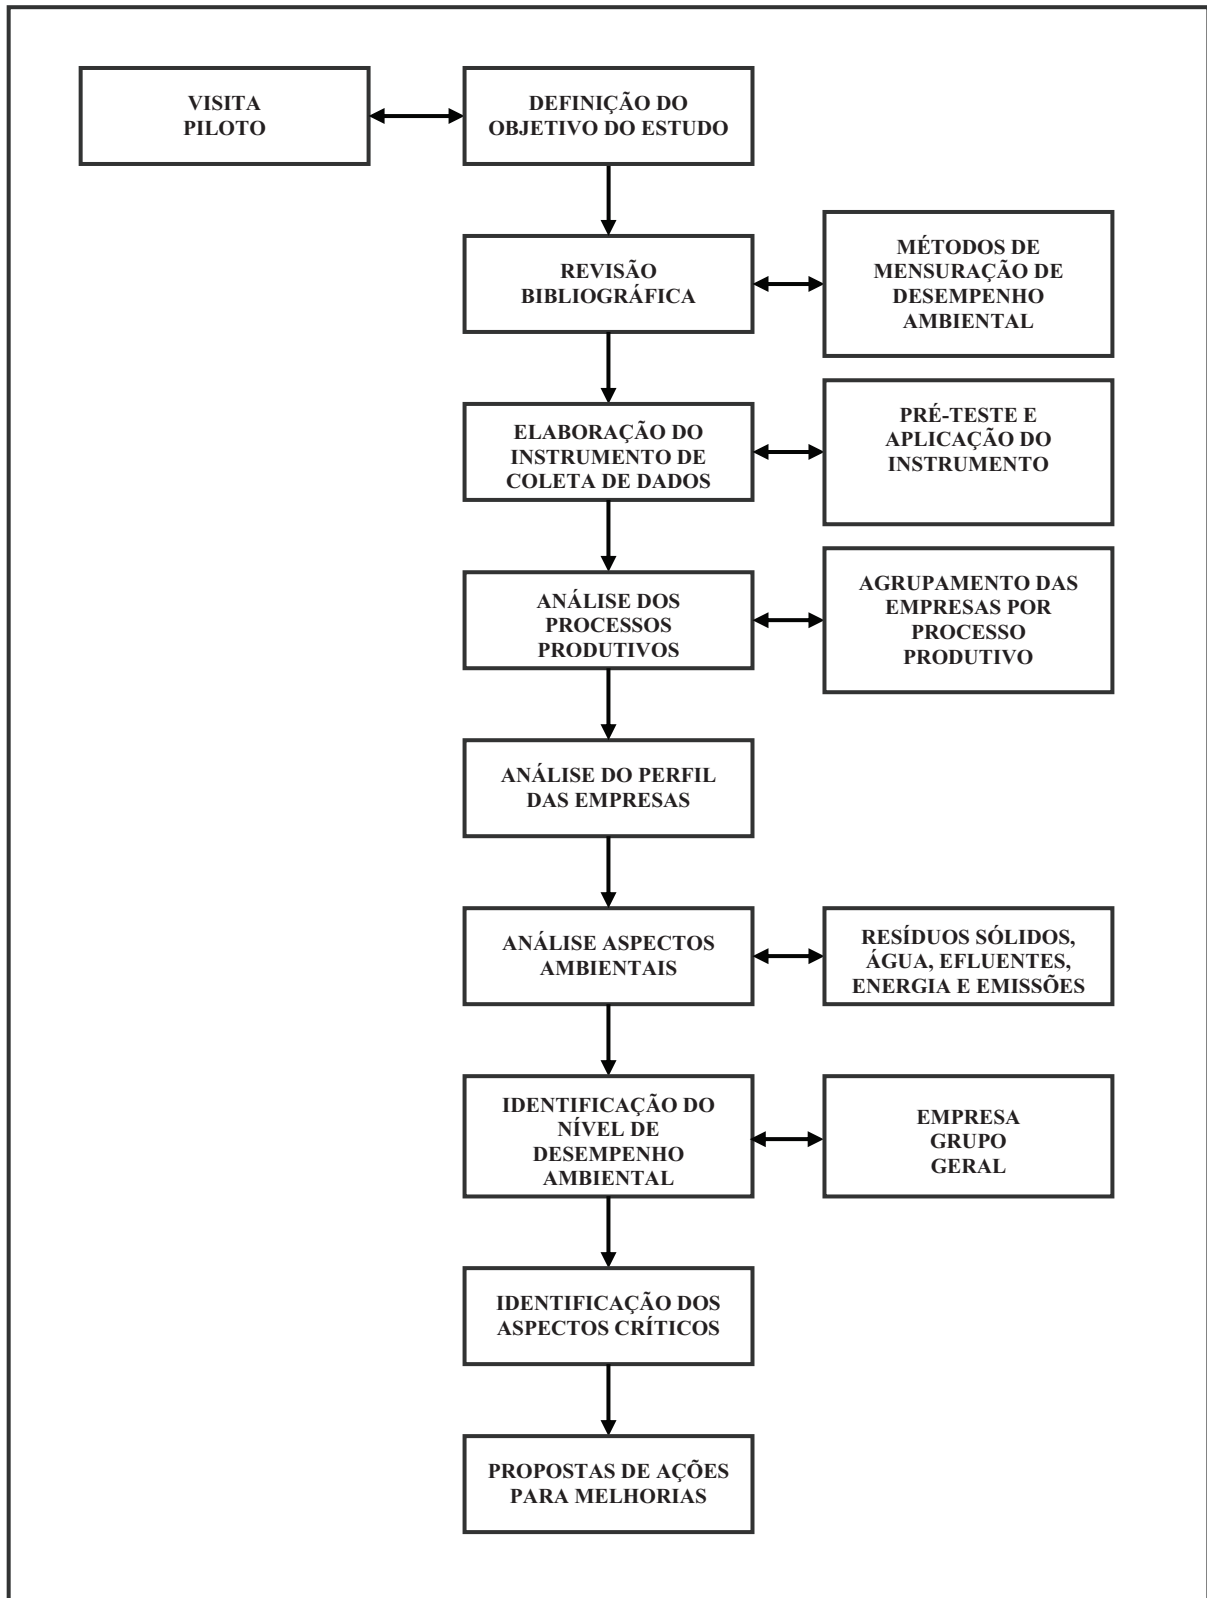 VISITA
PILOTO
DEFINIÇÃO DO
OBJETIVO DO ESTUDO
REVISÃO
BIBLIOGRÁFICA
MÉTODOS DE
MENSURAÇÃO DE
DESEMPENHO
AMBIENTAL
ELABORAÇÃO DO
INSTRUMENTO DE
COLETA DE DADOS
PRÉ-TESTE E
APLICAÇÃO DO
INSTRUMENTO
ANÁLISE DOS
PROCESSOS
PRODUTIVOS
AGRUPAMENTO DAS
EMPRESAS POR
PROCESSO
PRODUTIVO
ANÁLISE DO PERFIL
DAS EMPRESAS
ANÁLISE ASPECTOS
AMBIENTAIS
RESÍDUOS SÓLIDOS,
ÁGUA, EFLUENTES,
ENERGIA E EMISSÕES
IDENTIFICAÇÃO DO
NÍVEL DE
DESEMPENHO
AMBIENTAL
EMPRESA
GRUPO
GERAL
IDENTIFICAÇÃO DOS
ASPECTOS CRÍTICOS
PROPOSTAS DE AÇÕES
PARA MELHORIAS